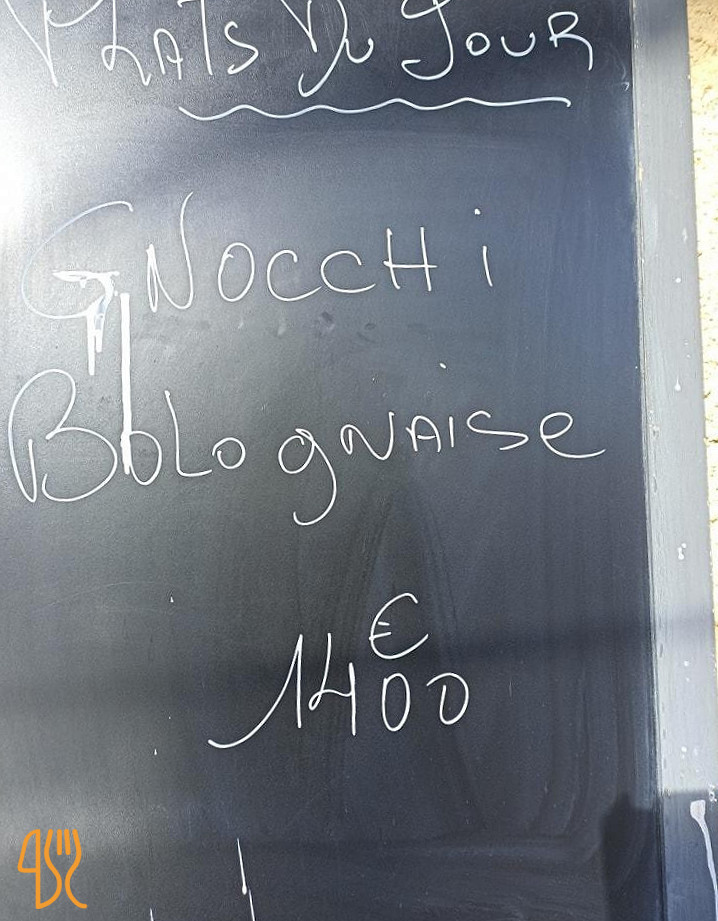 PLATS DU JOUR
GNOCCHi
BOLOgNAISe
14€00